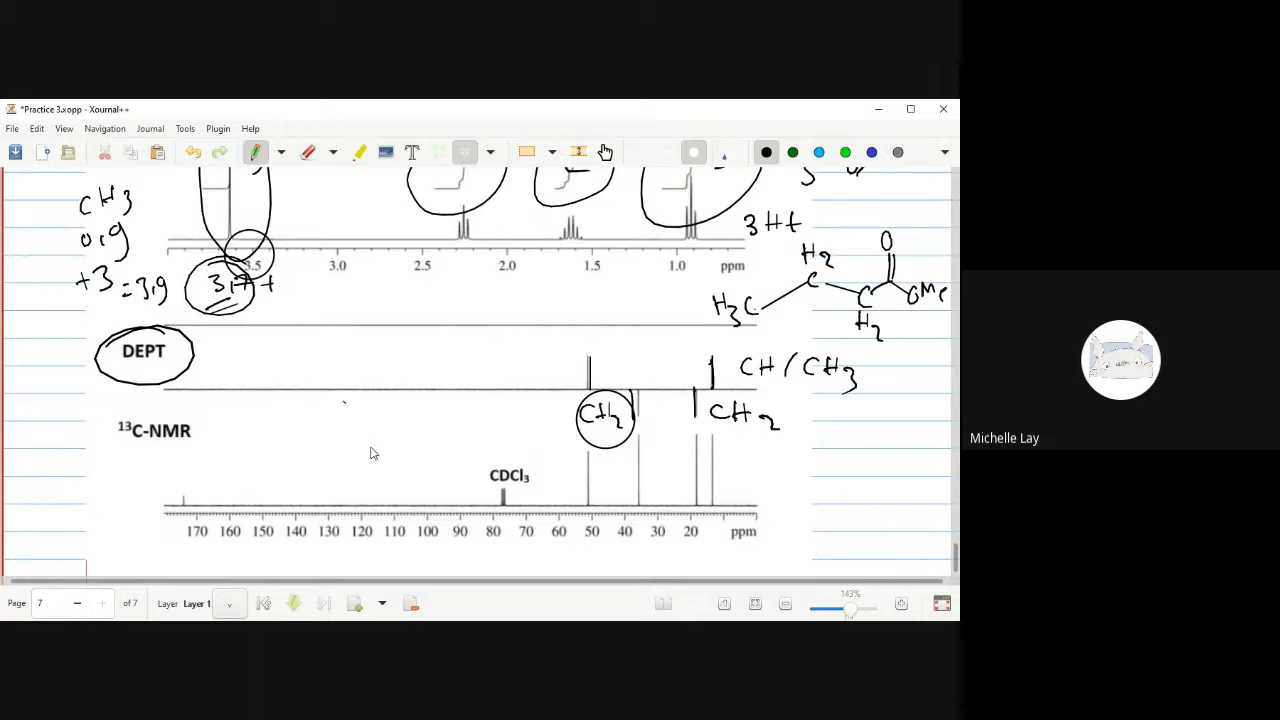 *Practice 3.xopp - Xournal++
File Edit View Navigation Journal Tools Plugin Help
CH3
0.9
+3 = 3.9
3.7 +
3 H t
3.5 3.0 2.5 2.0 1.5 1.0 ppm
O
H2
C
H3C
C
OMe
H2
DEPT
CH / CH3
CH2
CH2
13C-NMR
CDCl3
170 160 150 140 130 120 110 100 90 80 70 60 50 40 30 20 ppm
Michelle Lay
Page 7 of 7 Layer Layer 1
143%